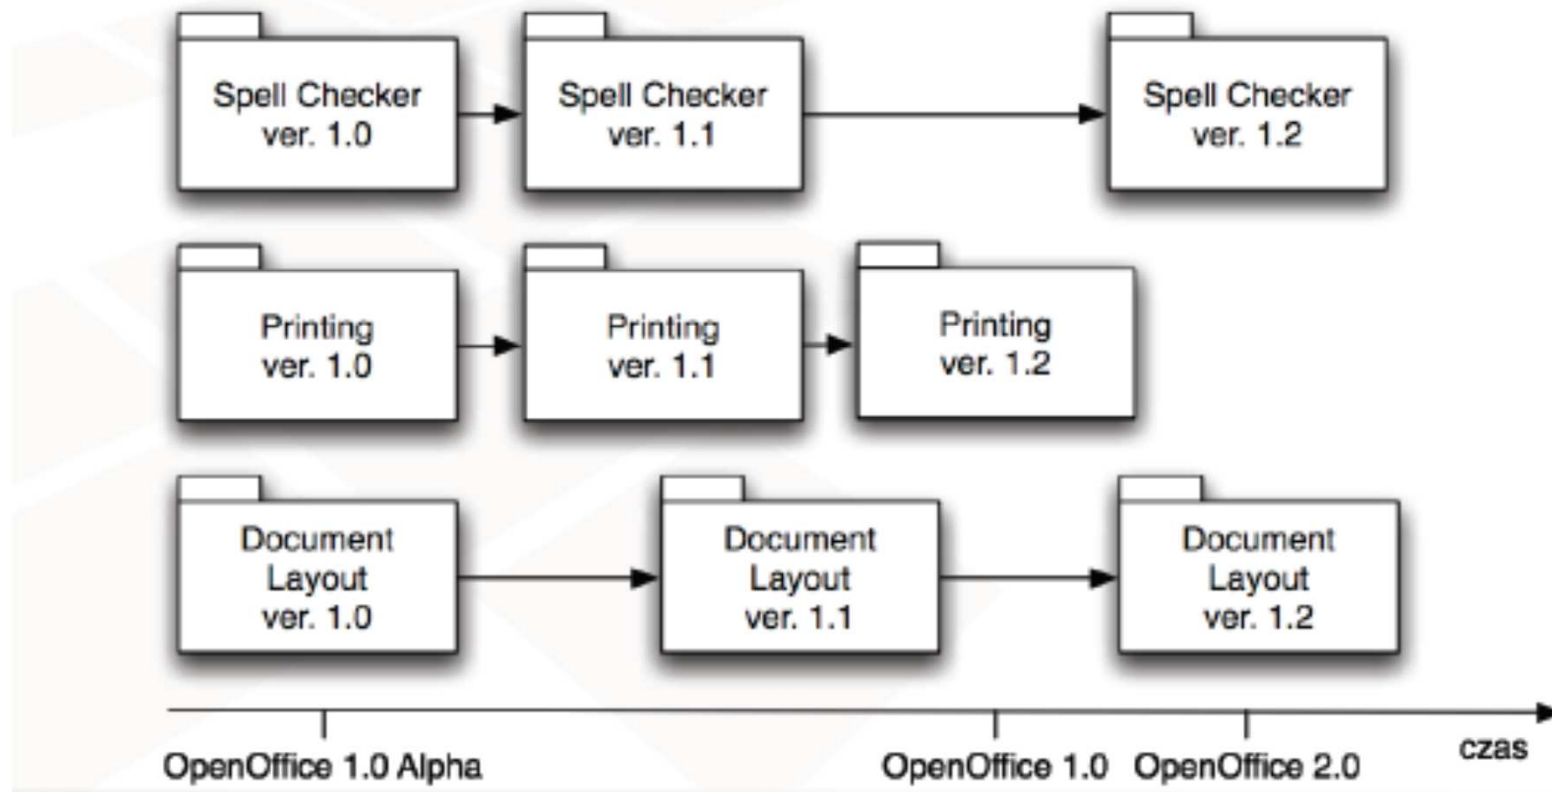 Spell Checker
ver. 1.0
Spell Checker
ver. 1.1
Spell Checker
ver. 1.2
Printing
ver. 1.0
Printing
ver. 1.1
Printing
ver. 1.2
Document
Layout
ver. 1.0
Document
Layout
ver. 1.1
Document
Layout
ver. 1.2
OpenOffice 1.0 Alpha
OpenOffice 1.0
OpenOffice 2.0
czas